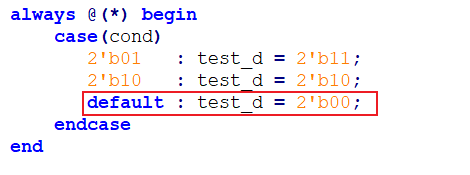 always @(*) begin
case(cond)
2'b01 : test_d = 2'b11;
2'b10 : test_d = 2'b10;
default : test_d = 2'b00;
endcase
end